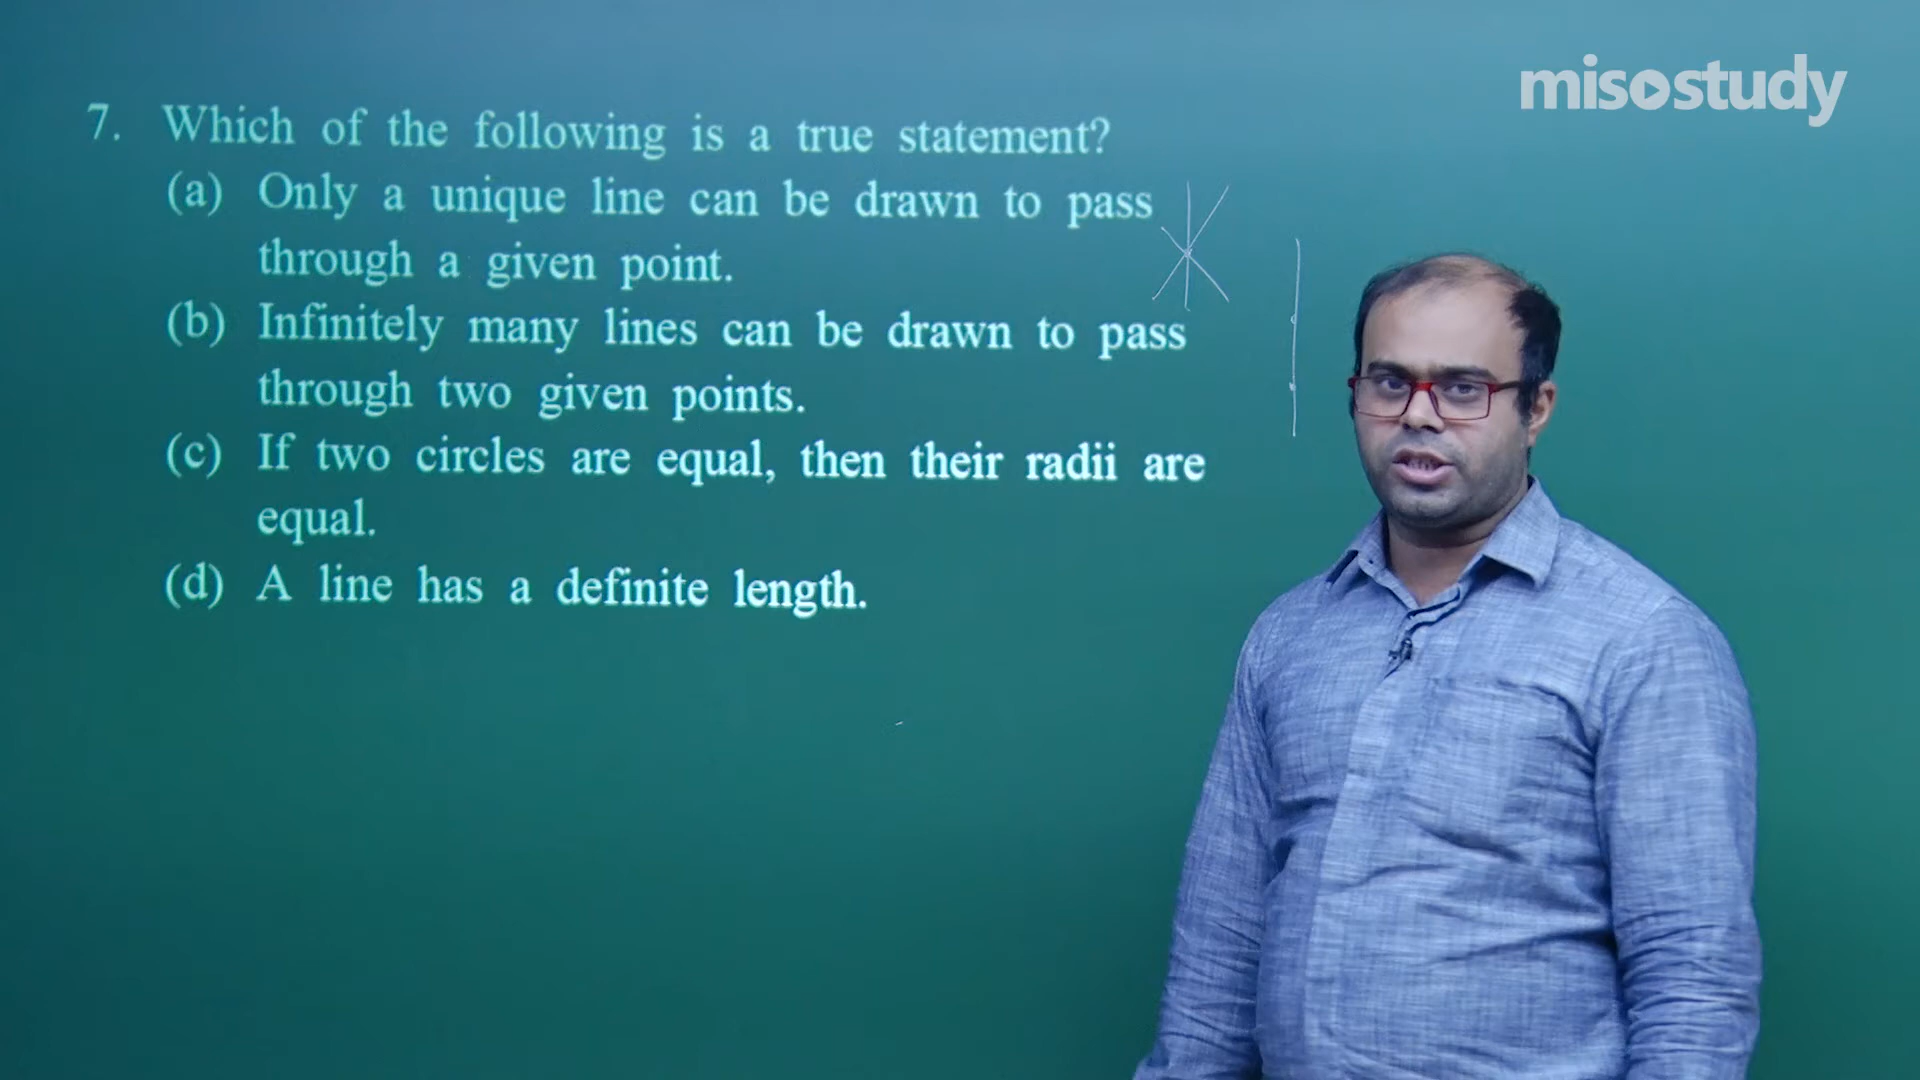 misostudy
7. Which of the following is a true statement?
(a) Only a unique line can be drawn to pass
through a given point.
(b) Infinitely many lines can be drawn to pass
through two given points.
(c) If two circles are equal, then their radii are
equal.
(d) A line has a definite length.